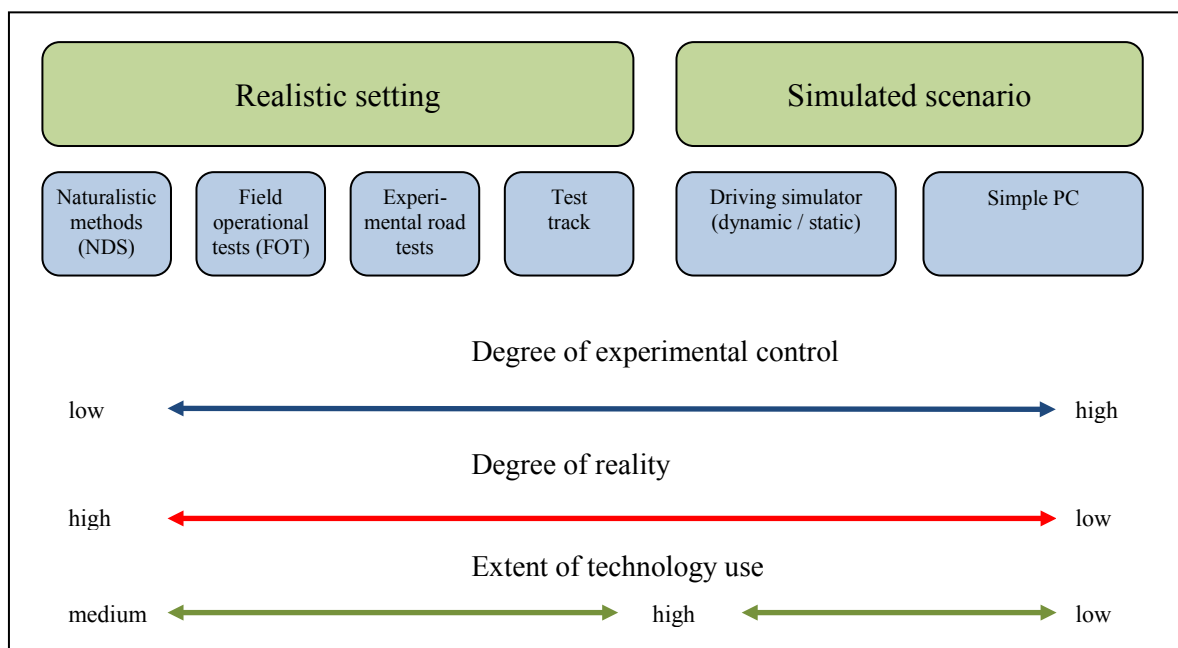 Realistic setting
Simulated scenario
Naturalistic
methods
(NDS)
Field
operational
tests (FOT)
Experi-
mental road
tests
Test
track
Driving simulator
(dynamic / static)
Simple PC
Degree of experimental control
low
high
Degree of reality
high
low
Extent of technology use
medium
high
low